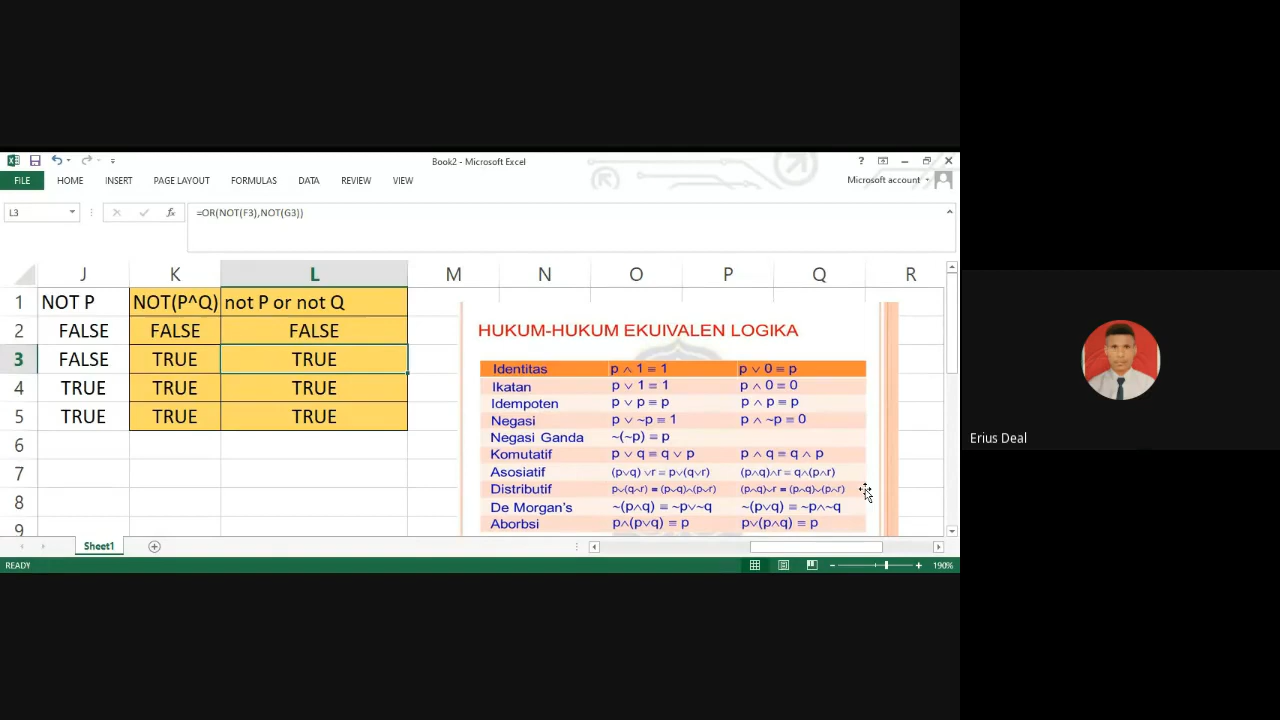 Book2 - Microsoft Excel
?
FILE HOME INSERT PAGE LAYOUT FORMULAS DATA REVIEW VIEW Microsoft account
L3 fx =OR(NOT(F3),NOT(G3))
J K L M N O P Q R
1 NOT P NOT(P^Q) not P or not Q
2 FALSE FALSE FALSE
3 FALSE TRUE TRUE
4 TRUE TRUE TRUE
5 TRUE TRUE TRUE
6
7
8
9
HUKUM-HUKUM EKUIVALEN LOGIKA
Identitas p ∧ 1 ≡ 1 p ∨ 0 ≡ p
Ikatan p ∨ 1 ≡ 1 p ∧ 0 ≡ 0
Idempoten p ∨ p ≡ p p ∧ p ≡ p
Negasi p ∨ ~p ≡ 1 p ∧ ~p ≡ 0
Negasi Ganda ~(~p) ≡ p
Komutatif p ∨ q ≡ q ∨ p p ∧ q ≡ q ∧ p
Asosiatif (p∨q) ∨r ≡ p∨(q∨r) (p∧q)∧r ≡ q∧(p∧r)
Distributif p∨(q∧r) ≡ (p∨q)∧(p∨r) (p∧q)∨r ≡ (p∧q)∨(p∧r)
De Morgan's ~(p∧q) ≡ ~p∨~q ~(p∨q) ≡ ~p∧~q
Aborbsi p∧(p∨q) ≡ p p∨(p∧q) ≡ p
Sheet1
READY 190%
Erius Deal